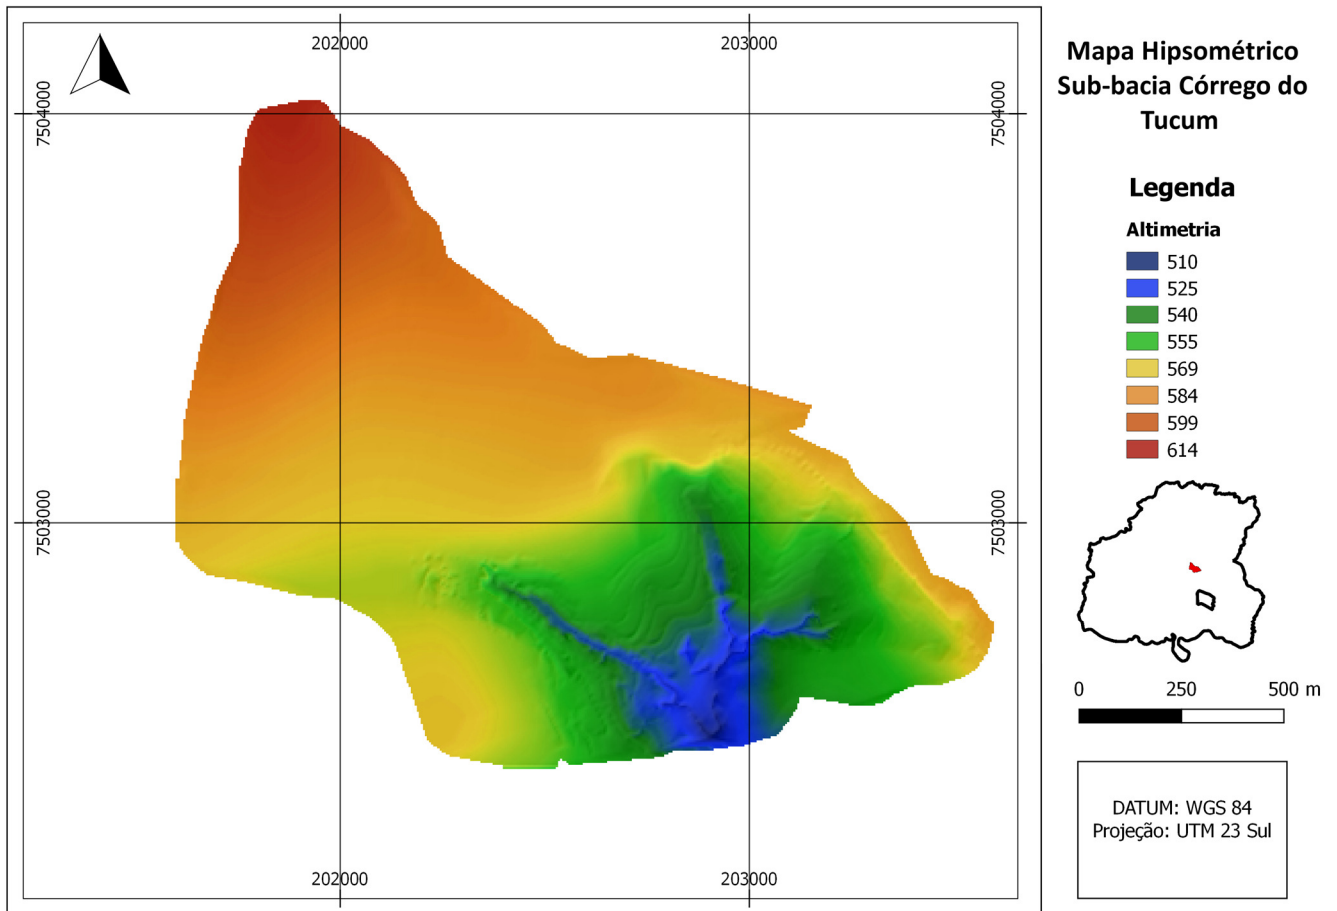 202000
203000
7504000
7504000
7503000
7503000
202000
203000
Mapa Hipsométrico
Sub-bacia Córrego do
Tucum
Legenda
Altimetria
510
525
540
555
569
584
599
614
0 250 500 m
DATUM: WGS 84
Projeção: UTM 23 Sul